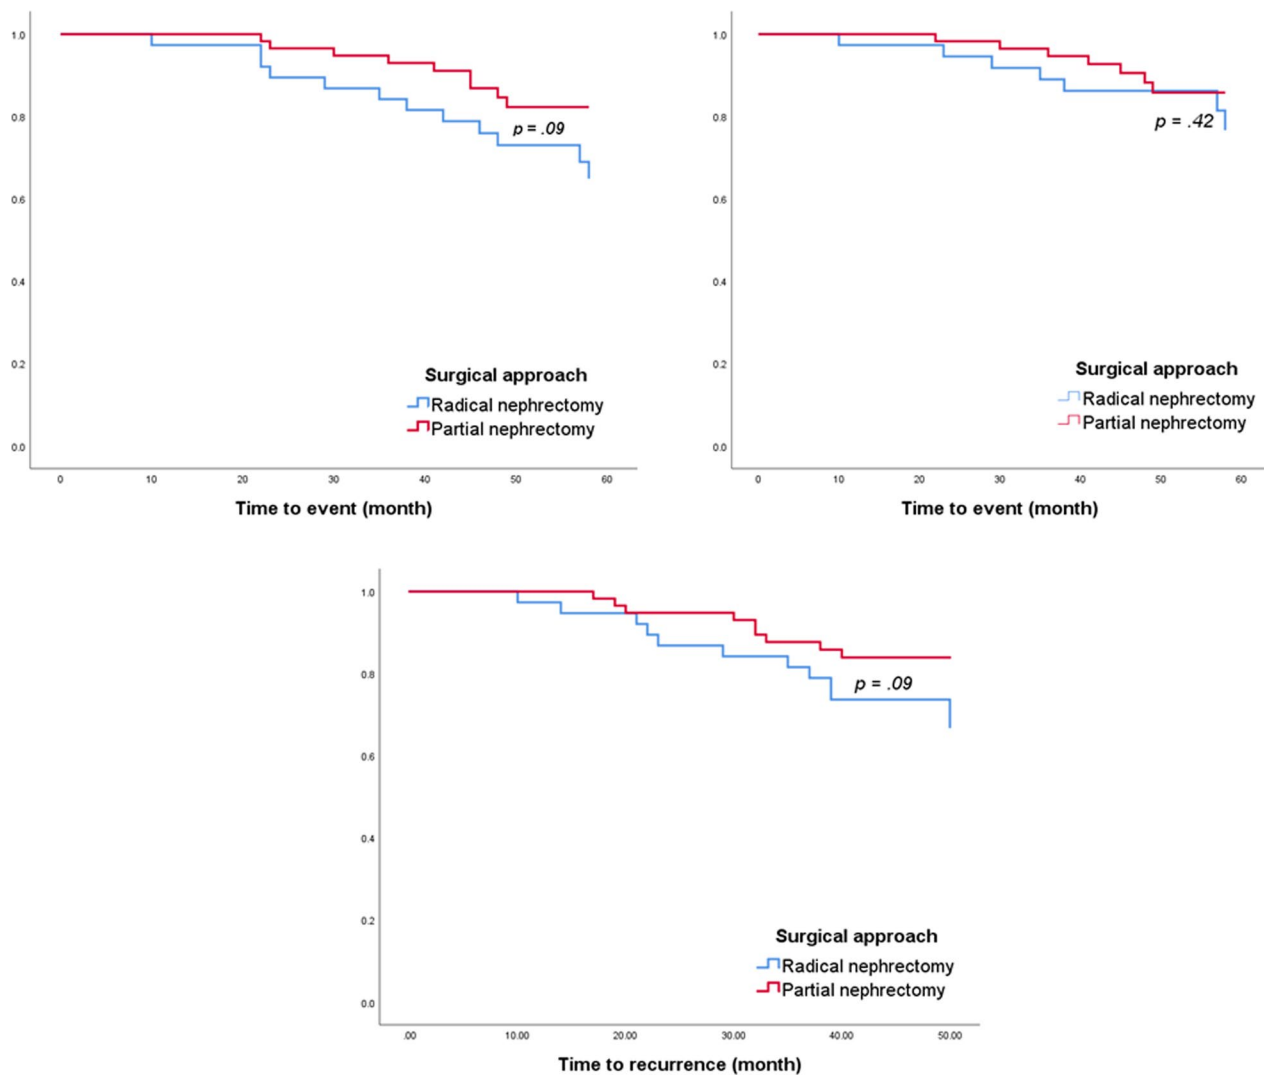 1.0
0.8
0.6
0.4
0.2
0.0
p = .09
Surgical approach
Radical nephrectomy
Partial nephrectomy
0 10 20 30 40 50 60
Time to event (month)
1.0
0.8
0.6
0.4
0.2
0.0
p = .42
Surgical approach
Radical nephrectomy
Partial nephrectomy
0 10 20 30 40 50 60
Time to event (month)
1.0
0.8
0.6
0.4
0.2
0.0
p = .09
Surgical approach
Radical nephrectomy
Partial nephrectomy
.00 10.00 20.00 30.00 40.00 50.00
Time to recurrence (month)